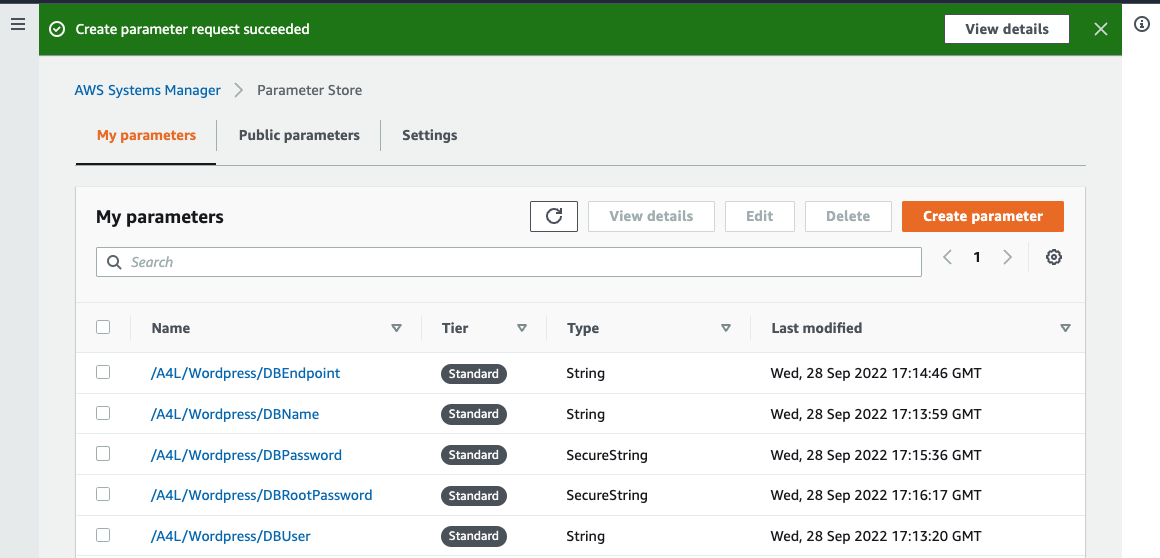 Create parameter request succeeded
View details
AWS Systems Manager
Parameter Store
My parameters
Public parameters
Settings
My parameters
View details
Edit
Delete
Create parameter
Search
1
Name
Tier
Type
Last modified
/A4L/Wordpress/DBEndpoint
Standard
String
Wed, 28 Sep 2022 17:14:46 GMT
/A4L/Wordpress/DBName
Standard
String
Wed, 28 Sep 2022 17:13:59 GMT
/A4L/Wordpress/DBPassword
Standard
SecureString
Wed, 28 Sep 2022 17:15:36 GMT
/A4L/Wordpress/DBRootPassword
Standard
SecureString
Wed, 28 Sep 2022 17:16:17 GMT
/A4L/Wordpress/DBUser
Standard
String
Wed, 28 Sep 2022 17:13:20 GMT